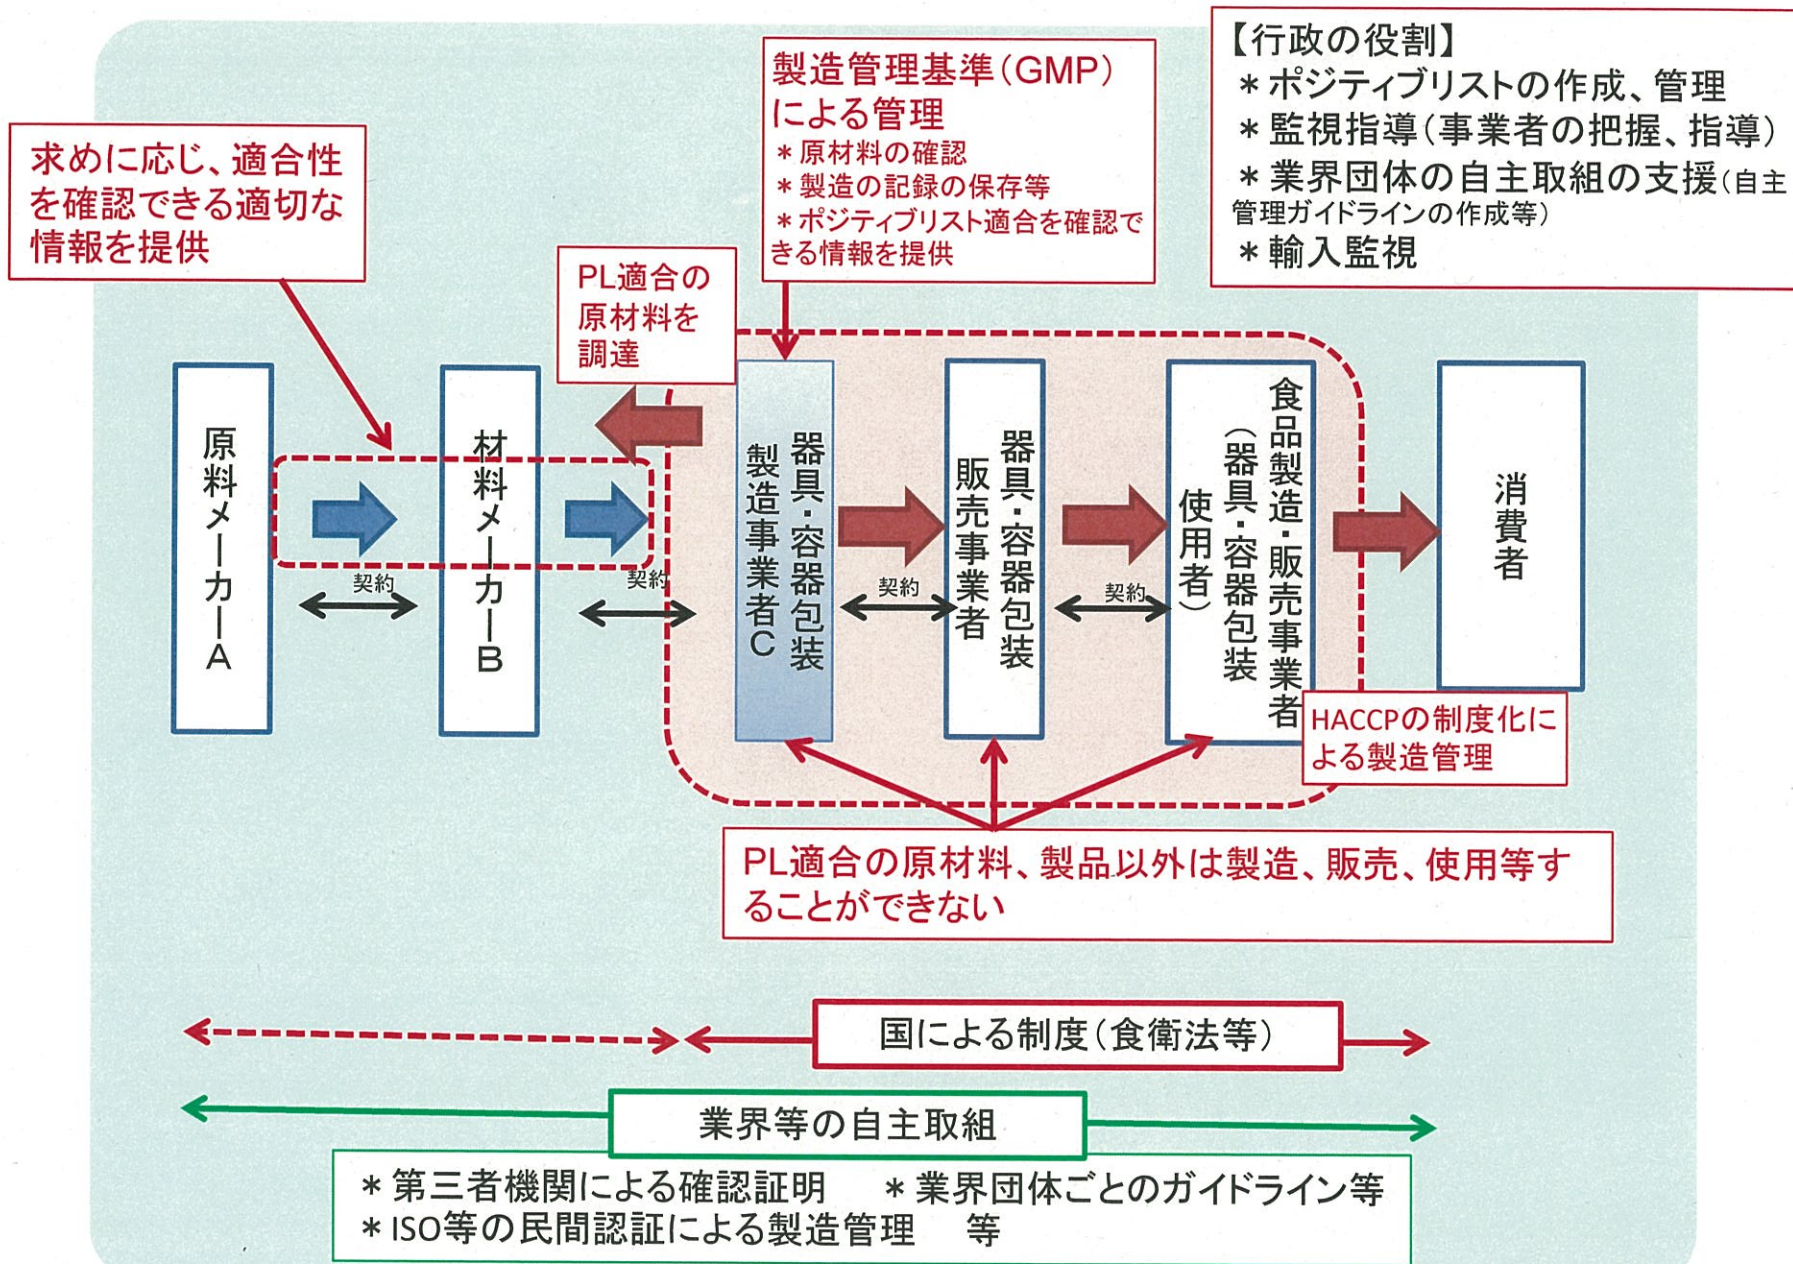 【行政の役割】
＊ポジティブリストの作成、管理
＊監視指導(事業者の把握、指導)
＊業界団体の自主取組の支援(自主
管理ガイドラインの作成等)
＊輸入監視
製造管理基準(GMP)
による管理
＊原材料の確認
＊製造の記録の保存等
＊ポジティブリスト適合を確認で
きる情報を提供
求めに応じ、適合性
を確認できる適切な
情報を提供
PL適合の
原材料を
調達
原料メーカーA
契約
材料メーカーB
契約
器具・容器包装
製造事業者C
契約
器具・容器包装
販売事業者
契約
食品製造・販売事業者
(器具・容器包装
使用者)
消費者
HACCPの制度化に
よる製造管理
PL適合の原材料、製品以外は製造、販売、使用等す
ることができない
国による制度(食衛法等)
業界等の自主取組
＊第三者機関による確認証明　＊業界団体ごとのガイドライン等
＊ISO等の民間認証による製造管理　等